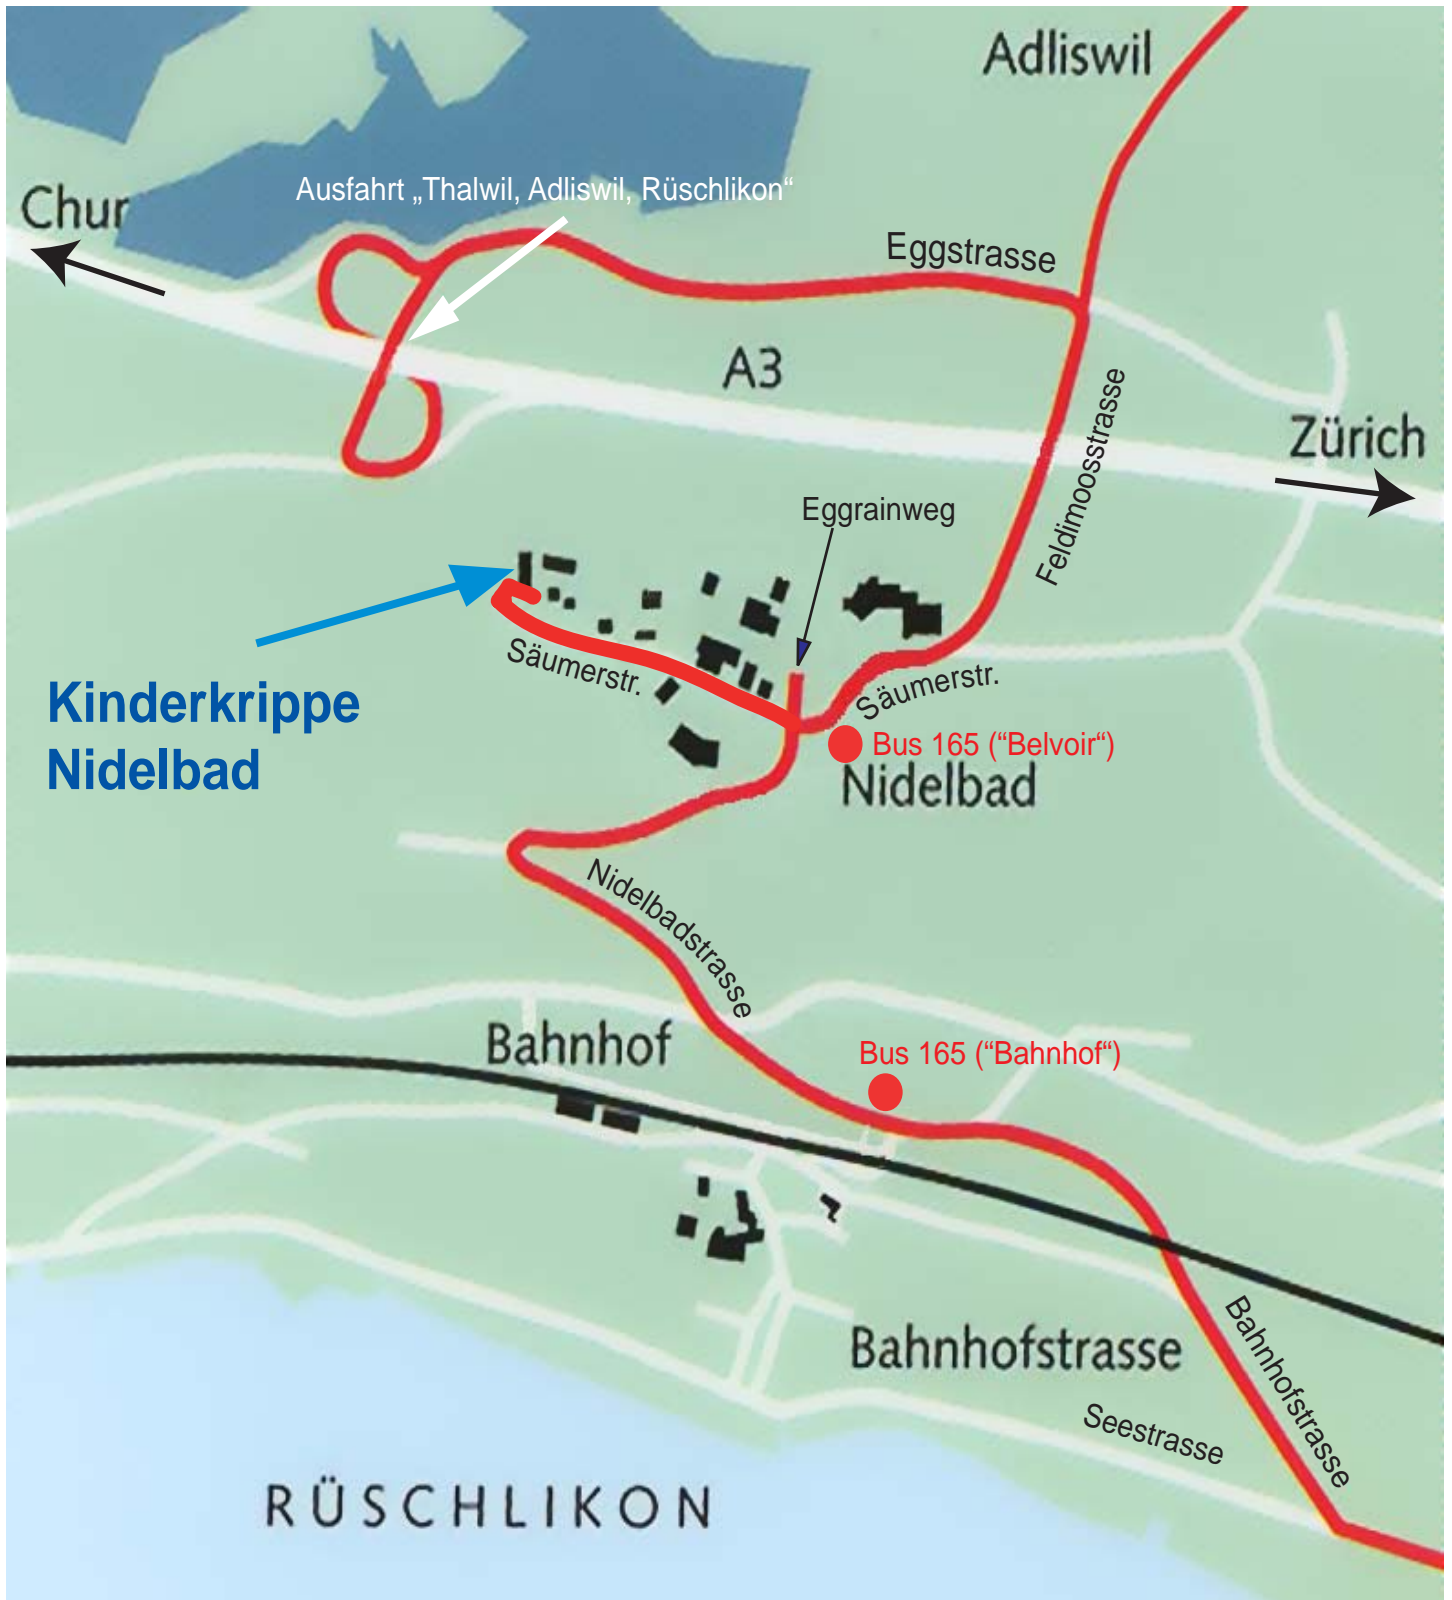 Adliswil
Ausfahrt „Thalwil, Adliswil, Rüschlikon“
Chur
Eggstrasse
A3
Feldimoosstrasse
Zürich
Eggrainweg
Säumerstr.
Säumerstr.
Kinderkrippe
Nidelbad
Bus 165 (“Belvoir“)
Nidelbad
Nidelbadstrasse
Bahnhof
Bus 165 (“Bahnhof“)
Bahnhofstrasse
Bahnhofstrasse
Seestrasse
RÜSCHLIKON